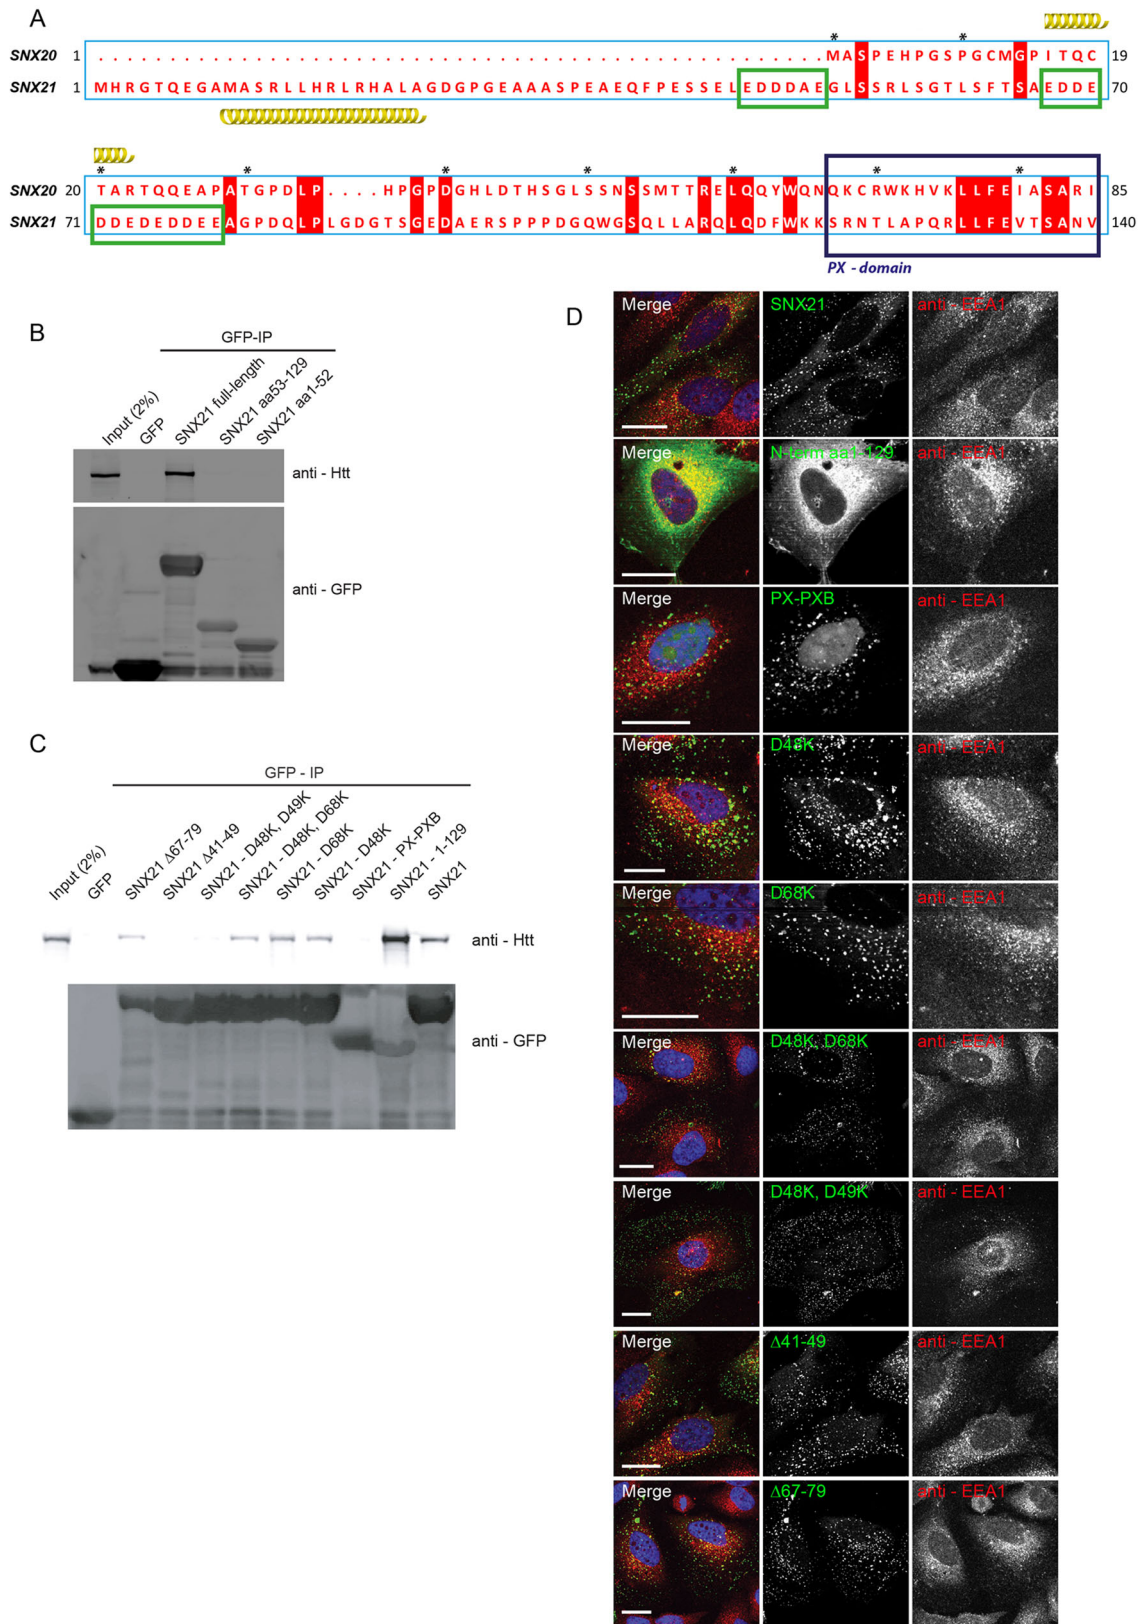 A
* *
SNX20 1 . . . . . . . . . . . . . . . . . . . . . . . . . . . . . . . . . . . . . . . . . . . . . . . . . . . M A S P E H P G S P G C M G P I T Q C 19
SNX21 1 M H R G T Q E G A M A S R L L H R L R H A L A G D G P G E A A A S P E A E Q F P E S S E L E D D D A E G L S S R L S G T L S F T S A E D D E 70
* * * * * * *
SNX20 20 T A R T Q Q E A P A T G P D L P . . . . H P G P D G H L D T H S G L S S N S S M T T R E L Q Q Y W Q N Q K C R W K H V K L L F E I A S A R I 85
SNX21 71 D D E D E D D E E A G P D Q L P L G D G T S G E D A E R S P P P D G Q W G S Q L L A R Q L Q D F W K K S R N T L A P Q R L L F E V T S A N V 140
PX - domain
B
GFP-IP
Input (2%)
GFP
SNX21 full-length
SNX21 aa53-129
SNX21 aa1-52
anti - Htt
anti - GFP
C
GFP - IP
Input (2%)
GFP
SNX21 Δ67-79
SNX21 Δ41-49
SNX21 - D48K, D49K
SNX21 - D48K, D68K
SNX21 - D68K
SNX21 - D48K
SNX21 - PX-PXB
SNX21 - 1-129
SNX21
anti - Htt
anti - GFP
D
Merge SNX21 anti - EEA1
Merge N-term aa1-129 anti - EEA1
Merge PX-PXB anti - EEA1
Merge D48K anti - EEA1
Merge D68K anti - EEA1
Merge D48K, D68K anti - EEA1
Merge D48K, D49K anti - EEA1
Merge Δ41-49 anti - EEA1
Merge Δ67-79 anti - EEA1